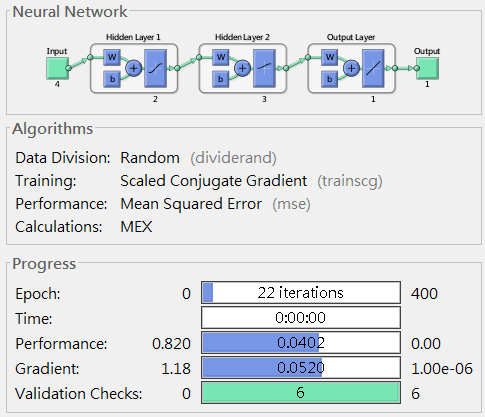 Neural Network
Hidden Layer 1 Hidden Layer 2 Output Layer
Input Output
W W W
b b b
+ + +
4 2 3 1 1
Algorithms
Data Division: Random (dividerand)
Training: Scaled Conjugate Gradient (trainscg)
Performance: Mean Squared Error (mse)
Calculations: MEX
Progress
Epoch: 0 22 iterations 400
Time: 0:00:00
Performance: 0.820 0.0402 0.00
Gradient: 1.18 0.0520 1.00e-06
Validation Checks: 0 6 6